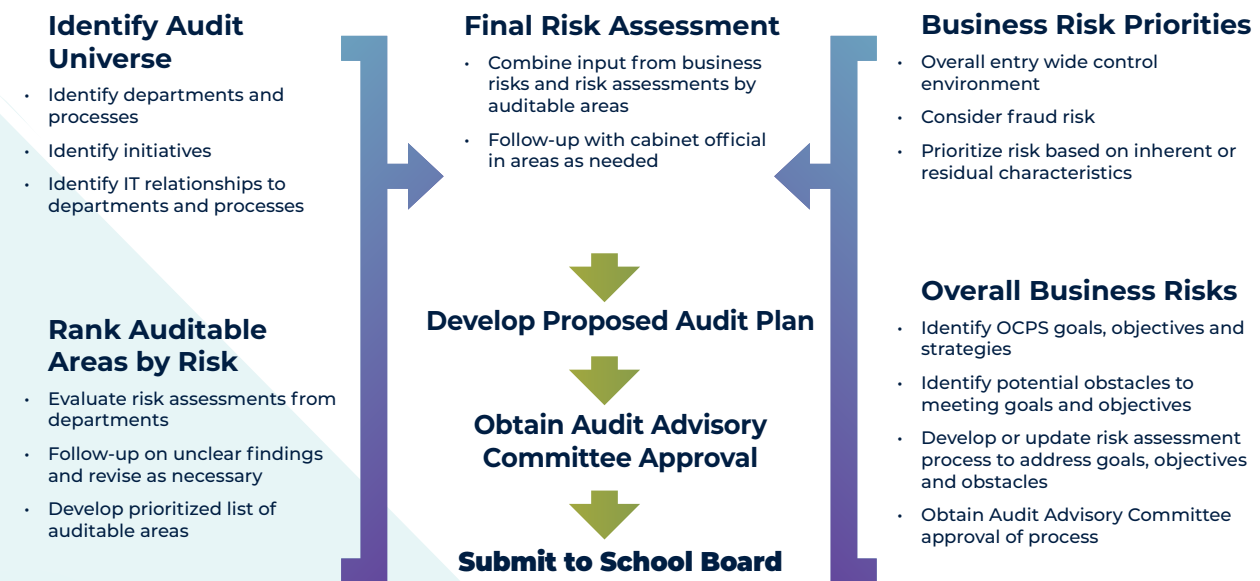 Identify Audit
Universe
• Identify departments and
processes
• Identify initiatives
• Identify IT relationships to
departments and processes
Rank Auditable
Areas by Risk
• Evaluate risk assessments from
departments
• Follow-up on unclear findings
and revise as necessary
• Develop prioritized list of
auditable areas
Final Risk Assessment
• Combine input from business
risks and risk assessments by
auditable areas
• Follow-up with cabinet official
in areas as needed
Develop Proposed Audit Plan
Obtain Audit Advisory
Committee Approval
Submit to School Board
Business Risk Priorities
• Overall entry wide control
environment
• Consider fraud risk
• Prioritize risk based on inherent or
residual characteristics
Overall Business Risks
• Identify OCPS goals, objectives and
strategies
• Identify potential obstacles to
meeting goals and objectives
• Develop or update risk assessment
process to address goals, objectives
and obstacles
• Obtain Audit Advisory Committee
approval of process